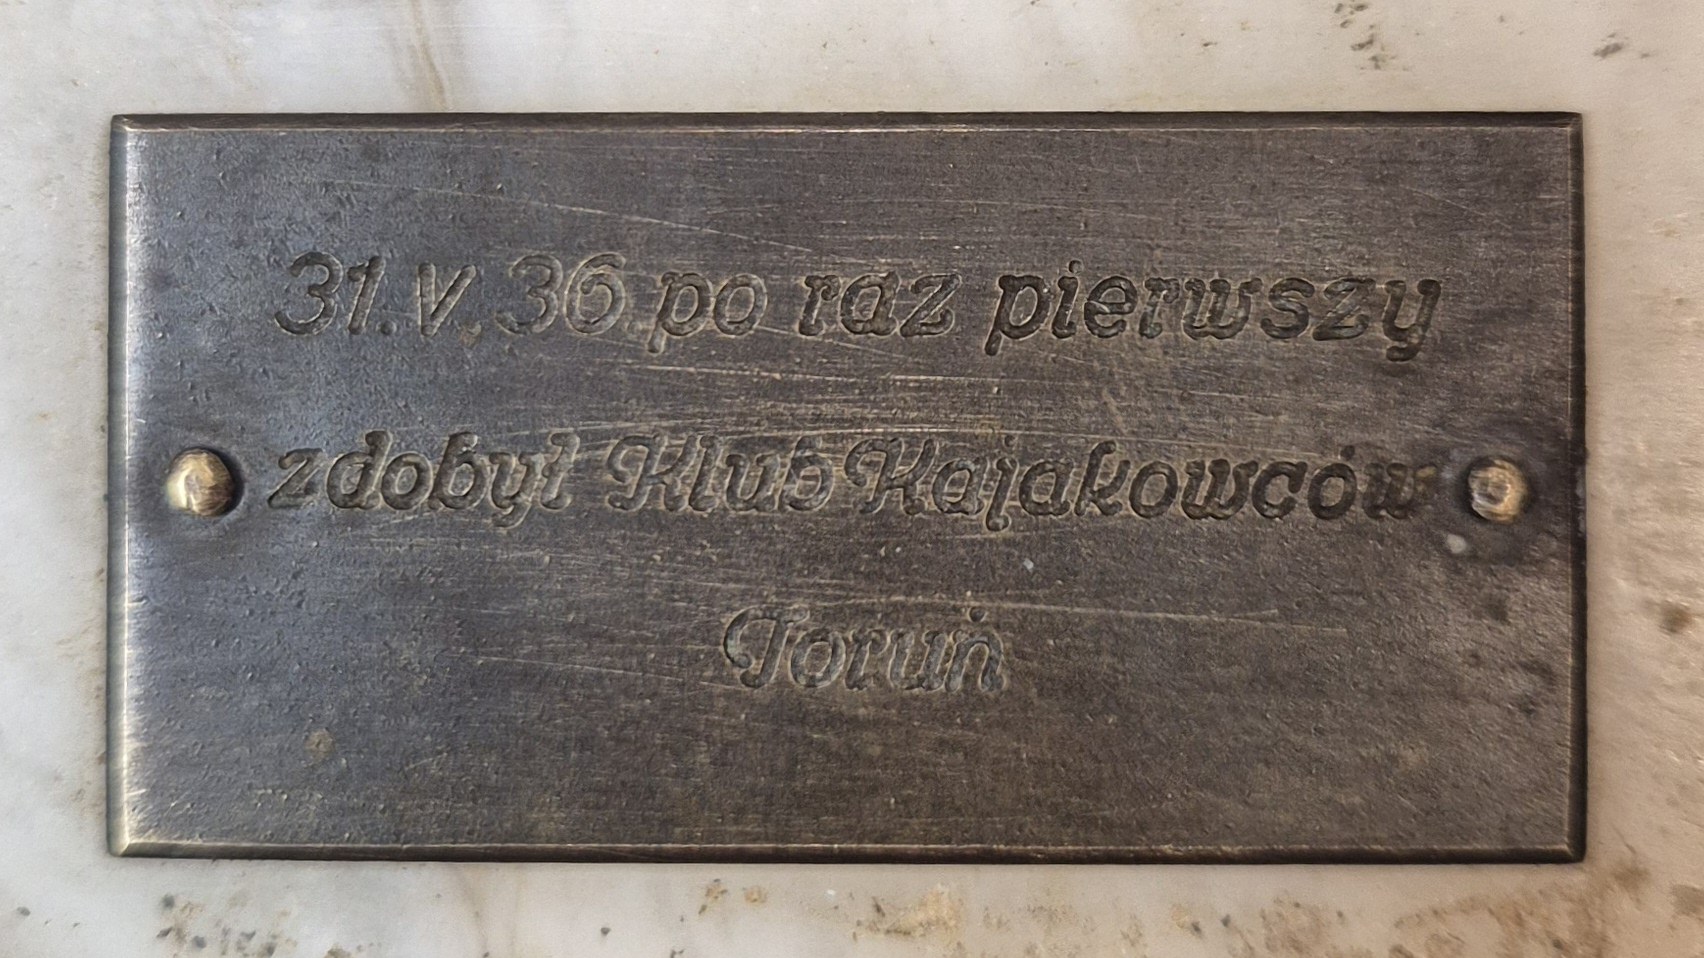 31.V.36 po raz pierwszy
zdobył Klub Kajakowców
Toruń